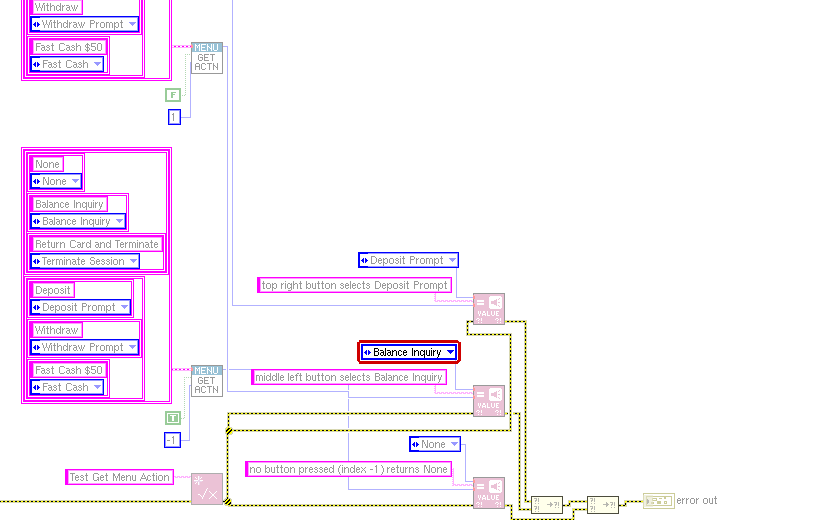 Withdraw
Withdraw Prompt
Fast Cash $50
Fast Cash
MENU
GET
ACTN
F
1
None
None
Balance Inquiry
Balance Inquiry
Return Card and Terminate
Terminate Session
Deposit
Deposit Prompt
Withdraw
Withdraw Prompt
Fast Cash $50
Fast Cash
MENU
GET
ACTN
T
-1
Deposit Prompt
top right button selects Deposit Prompt
=
VALUE
?! ?!
Balance Inquiry
middle left button selects Balance Inquiry
=
VALUE
?! ?!
None
no button pressed (index -1) returns None
=
VALUE
?! ?!
Test Get Menu Action
√x
?! →?!
?! →?!
?!
error out